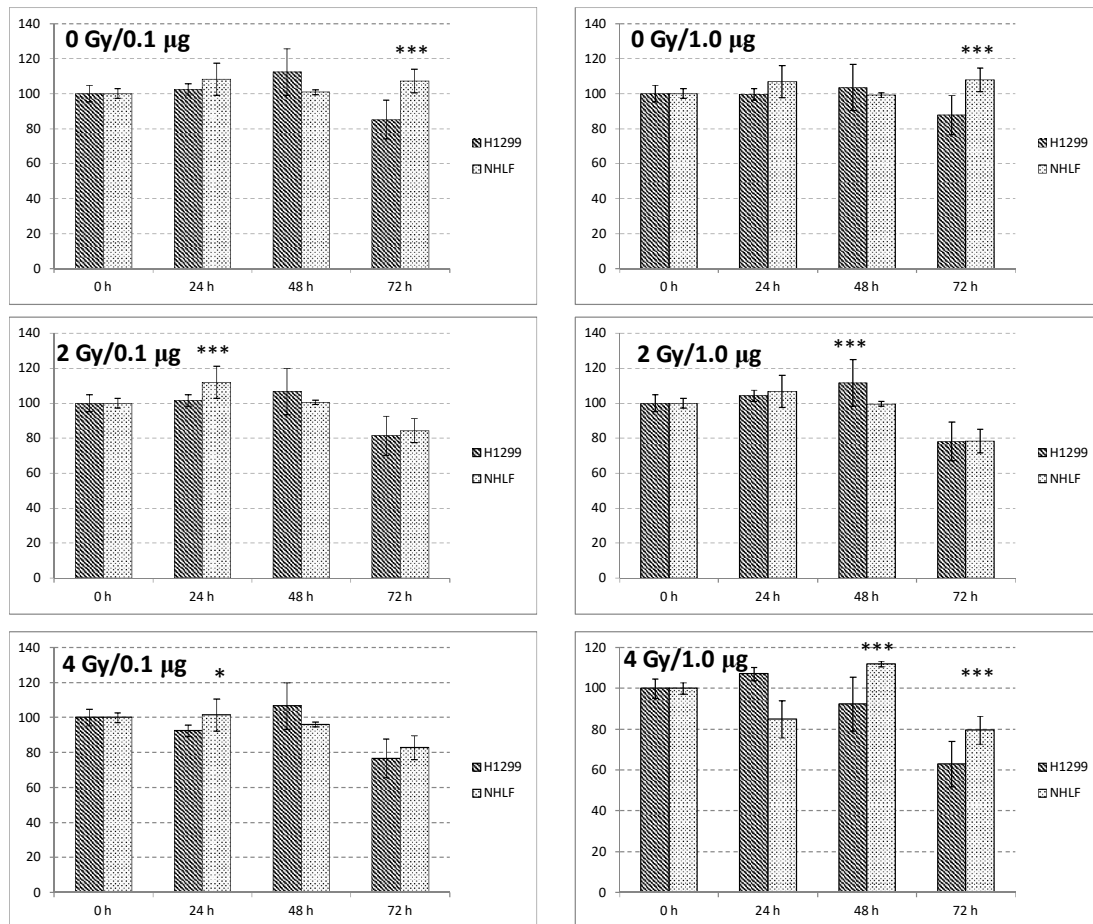 0 Gy/0.1 µg
***
140
120
100
80
60
40
20
0
0 h 24 h 48 h 72 h
H1299
NHLF
0 Gy/1.0 µg
***
140
120
100
80
60
40
20
0
0 h 24 h 48 h 72 h
H1299
NHLF
2 Gy/0.1 µg
***
140
120
100
80
60
40
20
0
0 h 24 h 48 h 72 h
H1299
NHLF
2 Gy/1.0 µg
***
140
120
100
80
60
40
20
0
0 h 24 h 48 h 72 h
H1299
NHLF
4 Gy/0.1 µg
*
140
120
100
80
60
40
20
0
0 h 24 h 48 h 72 h
H1299
NHLF
4 Gy/1.0 µg
*** ***
120
100
80
60
40
20
0
0 h 24 h 48 h 72 h
H1299
NHLF